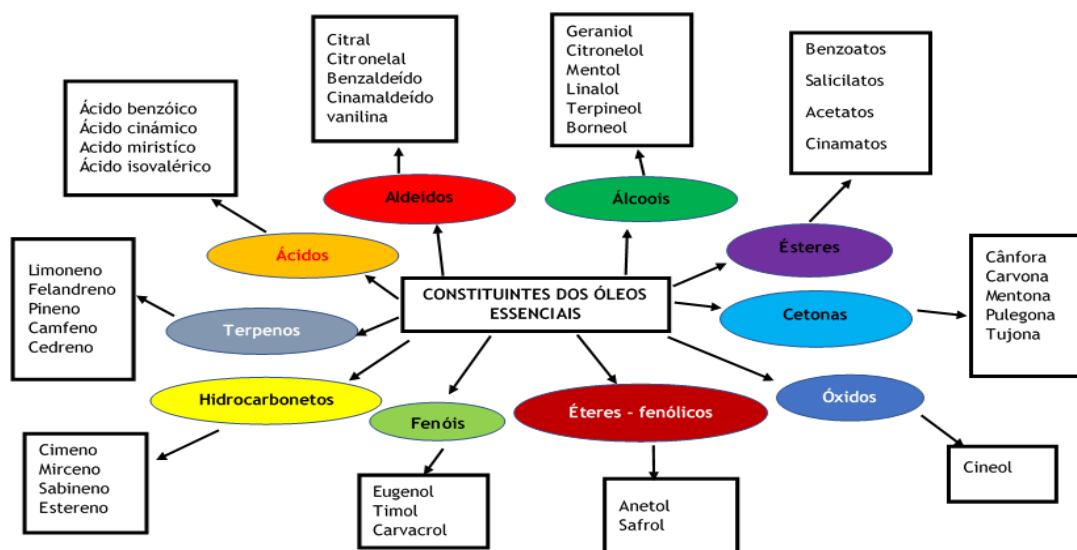 Citral
Citronelal
Benzaldeído
Cinamaldeído
vanilina
Geraniol
Citronelol
Mentol
Linalol
Terpineol
Borneol
Benzoatos
Salicilatos
Acetatos
Cinamatos
Ácido benzóico
Ácido cinámico
Acido miristíco
Ácido isovalérico
Aldeídos
Álcoois
Ácidos
Ésteres
Limoneno
Felandreno
Pineno
Camfeno
Cedreno
Terpenos
CONSTITUINTES DOS ÓLEOS
ESSENCIAIS
Cetonas
Cânfora
Carvona
Mentona
Pulegona
Tujona
Hidrocarbonetos
Fenóis
Éteres - fenólicos
Óxidos
Cimeno
Mirceno
Sabineno
Estereno
Eugenol
Timol
Carvacrol
Anetol
Safrol
Cineol